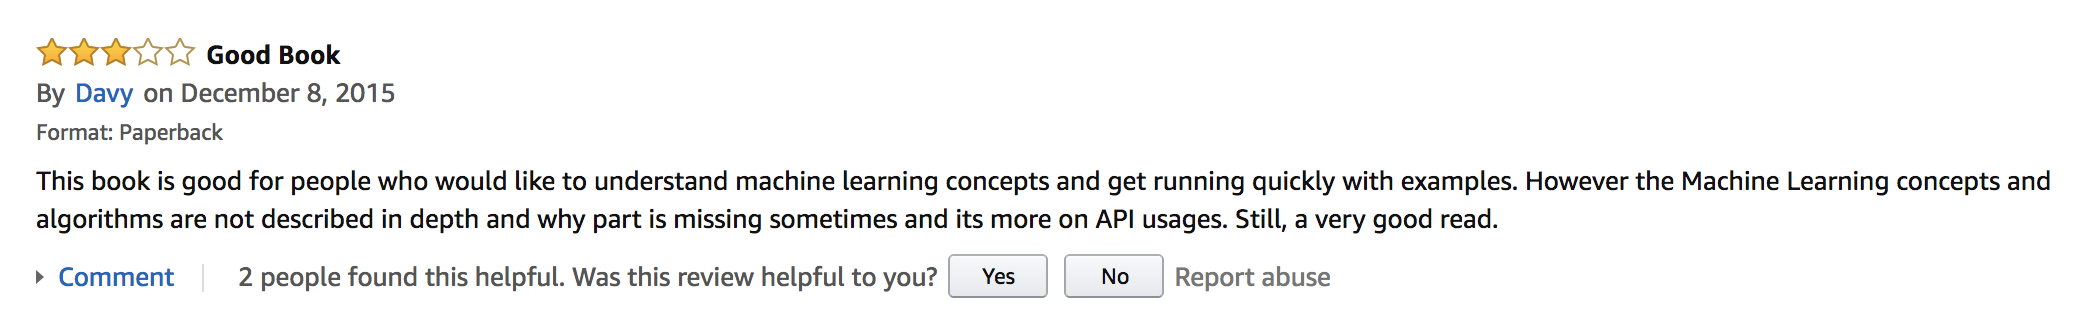 Good Book
By Davy on December 8, 2015
Format: Paperback
This book is good for people who would like to understand machine learning concepts and get running quickly with examples. However the Machine Learning concepts and
algorithms are not described in depth and why part is missing sometimes and its more on API usages. Still, a very good read.
Comment 2 people found this helpful. Was this review helpful to you? Yes No Report abuse